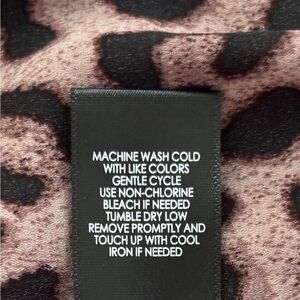 MACHINE WASH COLD
WITH LIKE COLORS
GENTLE CYCLE
USE NON-CHLORINE
BLEACH IF NEEDED
TUMBLE DRY LOW
REMOVE PROMPTLY AND
TOUCH UP WITH COOL
IRON IF NEEDED